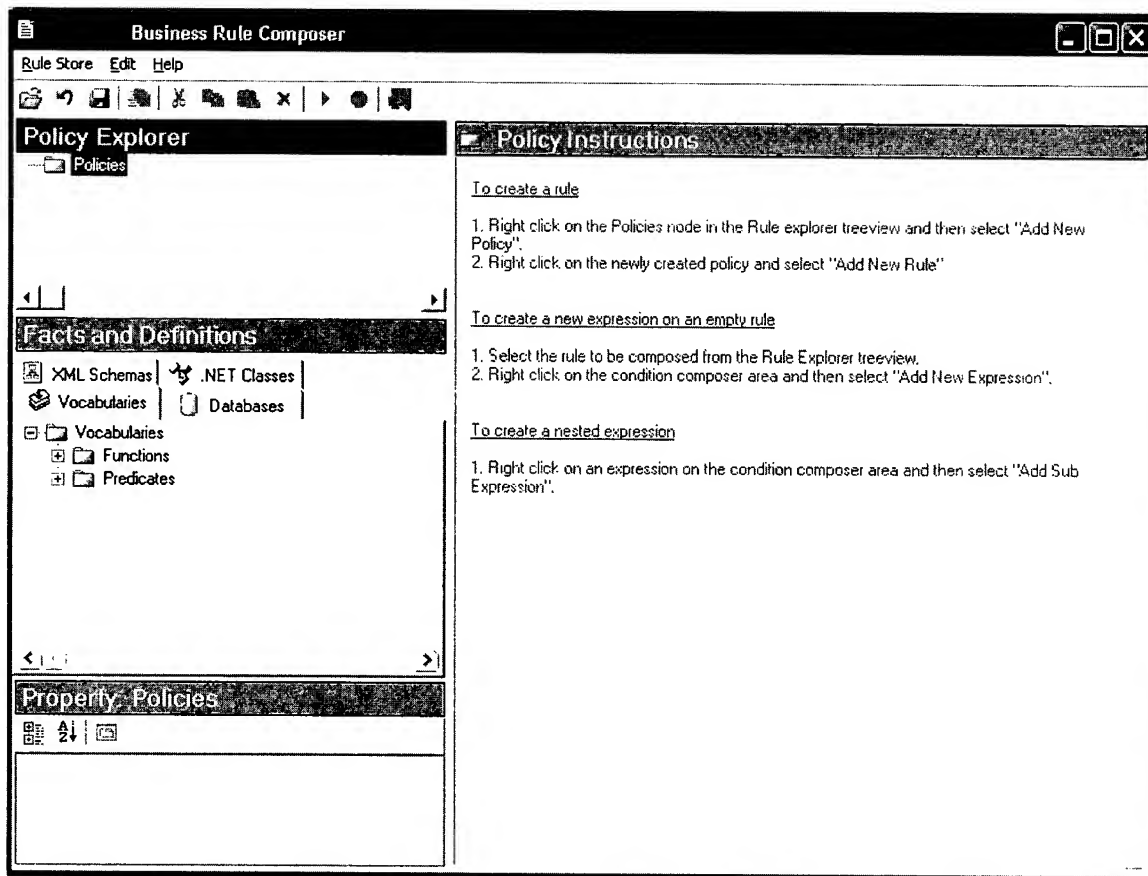 Business Rule Composer
Rule Store Edit Help
Policy Explorer
Policies
Facts and Definitions
XML Schemas .NET Classes
Vocabularies Databases
Vocabularies
Functions
Predicates
Property: Policies
Policy Instructions
To create a rule
1. Right click on the Policies node in the Rule explorer treeview and then select "Add New
Policy".
2. Right click on the newly created policy and select "Add New Rule"
To create a new expression on an empty rule
1. Select the rule to be composed from the Rule Explorer treeview.
2. Right click on the condition composer area and then select "Add New Expression".
To create a nested expression
1. Right click on an expression on the condition composer area and then select "Add Sub
Expression".